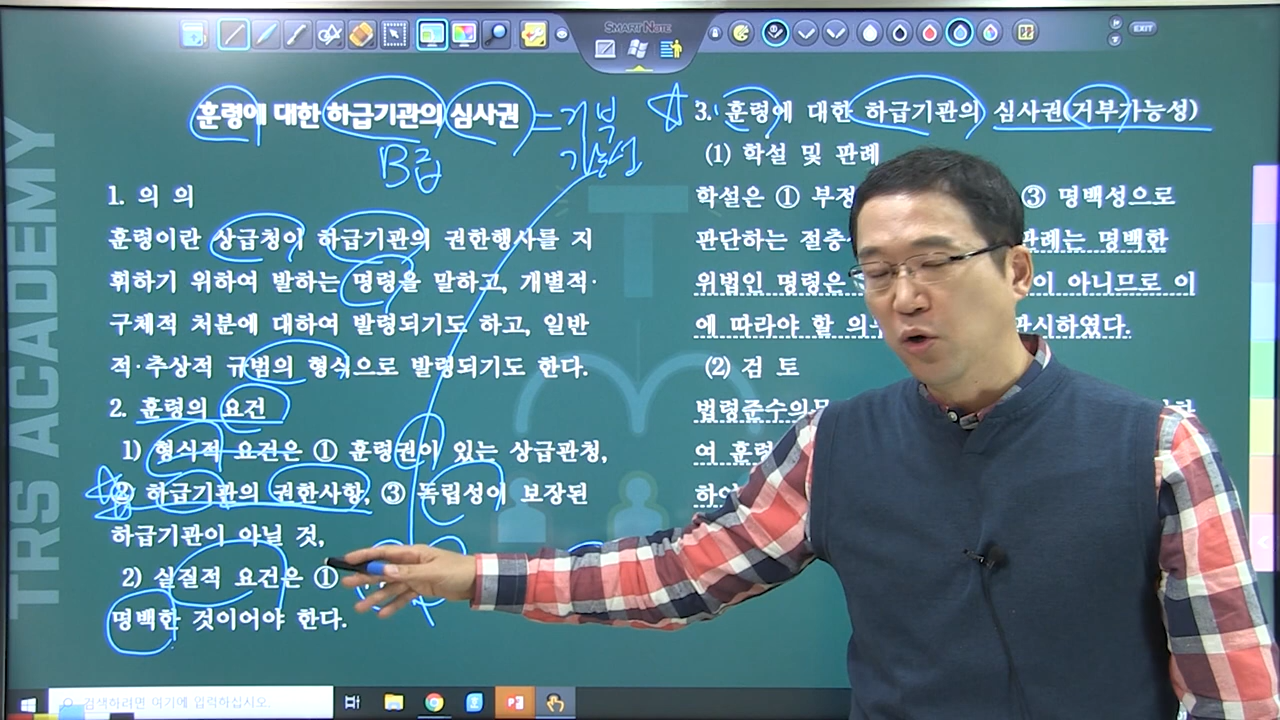 SMART NOTE
EXIT
훈령에 대한 하급기관의 심사권 = 거부
가능성
B급
1. 의 의
훈령이란 상급청이 하급기관의 권한행사를 지
휘하기 위하여 발하는 명령을 말하고, 개별적·
구체적 처분에 대하여 발령되기도 하고, 일반
적·추상적 규범의 형식으로 발령되기도 한다.
2. 훈령의 요건
1) 형식적 요건은 ① 훈령권이 있는 상급관청,
② 하급기관의 권한사항, ③ 독립성이 보장된
하급기관이 아닐 것,
2) 실질적 요건은 ①
명백한 것이어야 한다.
3. 훈령에 대한 하급기관의 심사권(거부가능성)
(1) 학설 및 판례
학설은 ① 부정 ③ 명백성으로
판단하는 절충 판례는 명백한
위법인 명령은 이 아니므로 이
에 따라야 할 의 판시하였다.
(2) 검 토
법령준수의무
여 훈령
하여
TRS ACADEMY
검색하려면 여기에 입력하십시오.